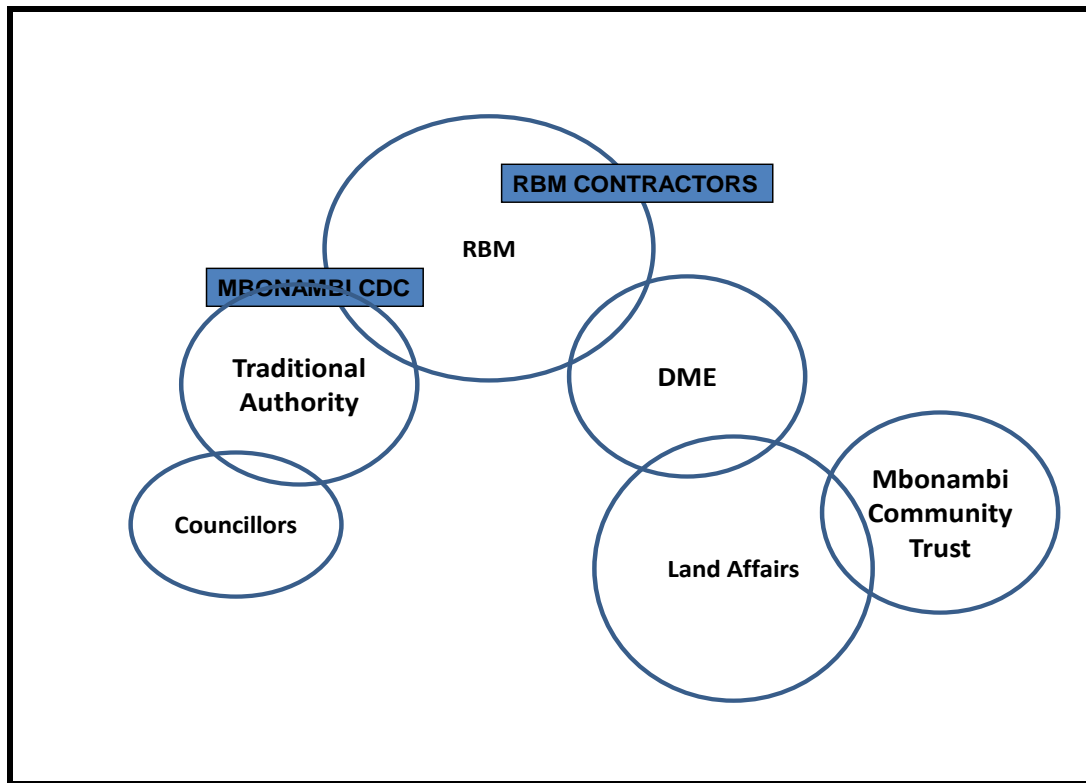 RBM CONTRACTORS
RBM
MBONAMBI CDC
Traditional
Authority
DME
Mbonambi
Community
Trust
Councillors
Land Affairs